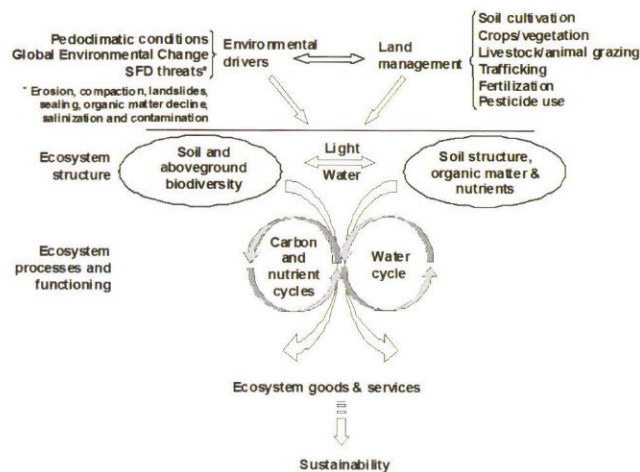 Pedoclimatic conditions
Global Environmental Change
SFD threats*
* Erosion, compaction, landslides,
sealing, organic matter decline,
salinization and contamination
Environmental
drivers
Land
management
Soil cultivation
Crops/vegetation
Livestock/animal grazing
Trafficking
Fertilization
Pesticide use
Ecosystem
structure
Soil and
aboveground
biodiversity
Light
Water
Soil structure,
organic matter &
nutrients
Ecosystem
processes and
functioning
Carbon
and
nutrient
cycles
Water
cycle
Ecosystem goods & services
Sustainability